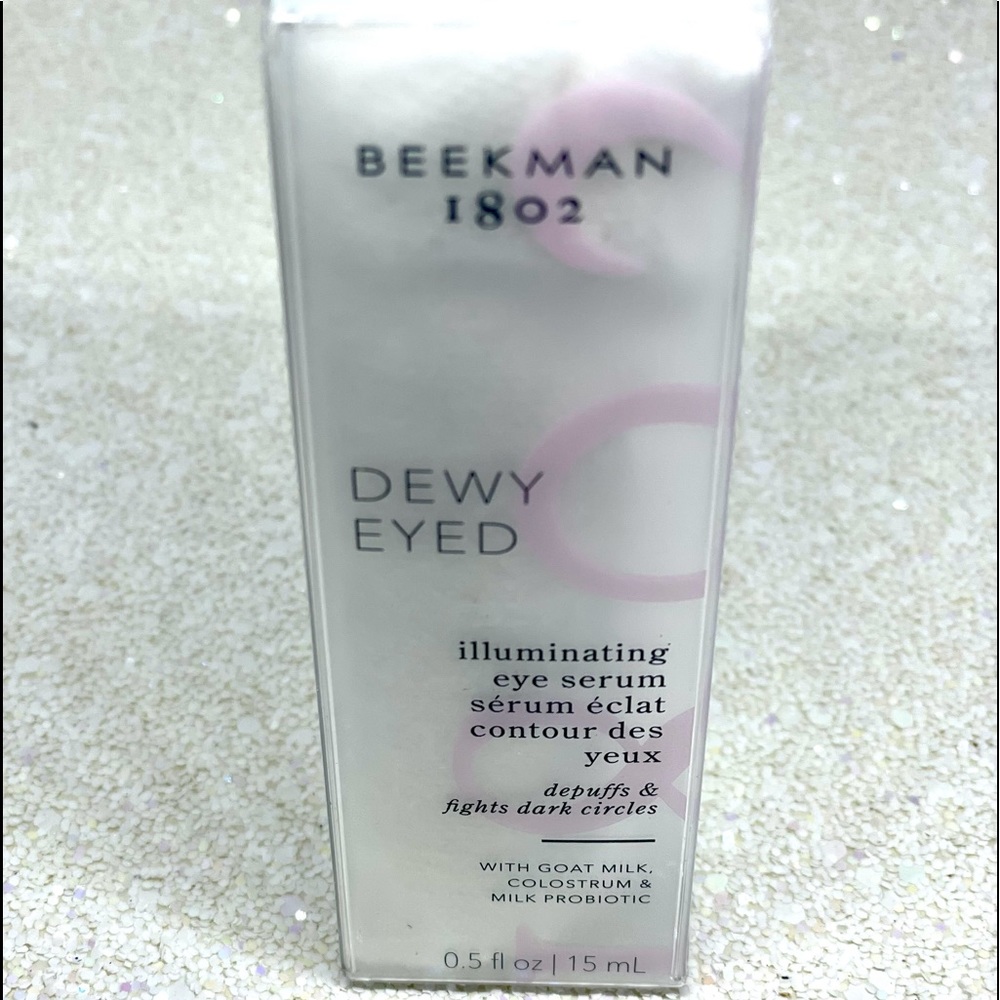 BEEKMAN
1802
DEWY
EYED
illuminating
eye serum
sérum éclat
contour des
yeux
depuffs &
fights dark circles
WITH GOAT MILK,
COLOSTRUM &
MILK PROBIOTIC
0.5 fl oz | 15 mL